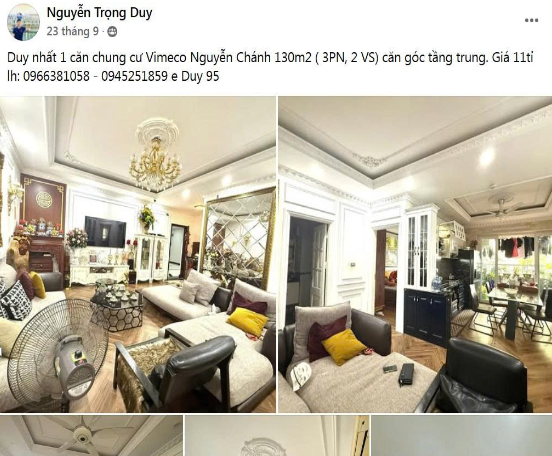 Nguyễn Trọng Duy
23 tháng 9
Duy nhất 1 căn chung cư Vimeco Nguyễn Chánh 130m2 ( 3PN, 2 VS) căn góc tầng trung. Giá 11tỉ
lh: 0966381058 - 0945251859 e Duy 95